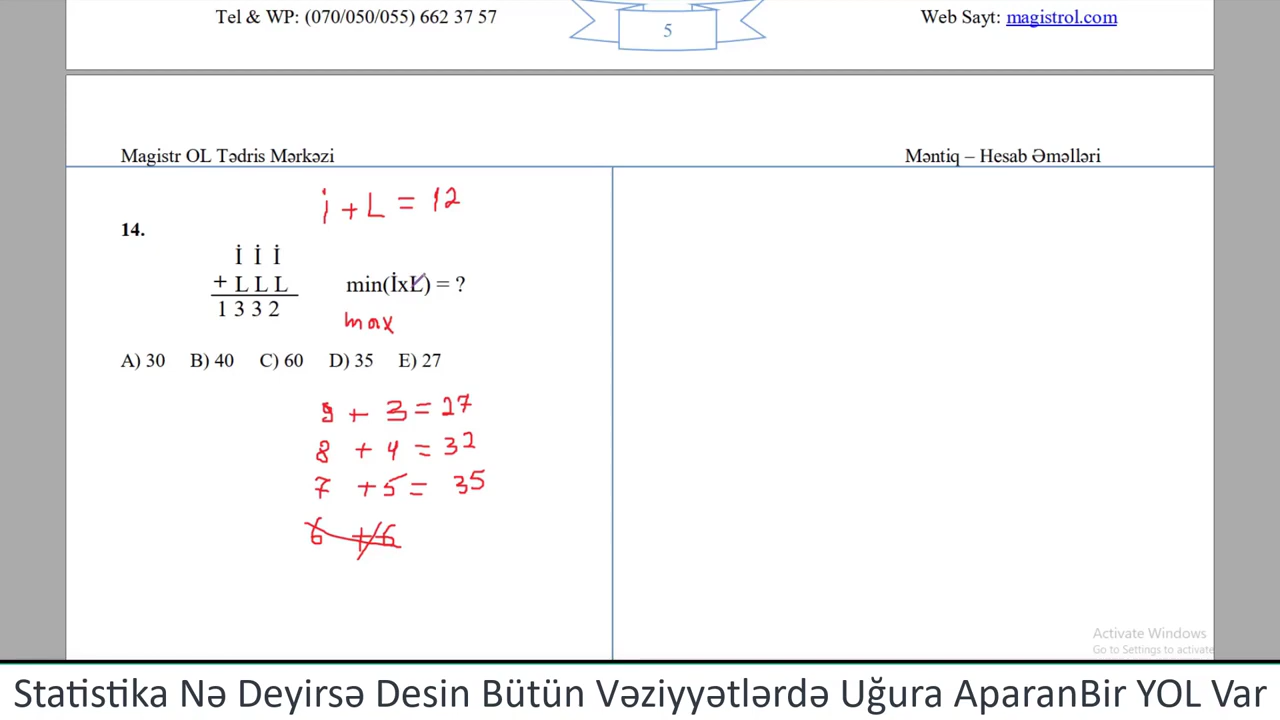 Tel & WP: (070/050/055) 662 37 57
5
Web Sayt: magistrol.com
Magistr OL Tədris Mərkəzi
Məntiq – Hesab Əməlləri
i + L = 12
14.
İ İ İ
+ L L L
1 3 3 2
min(İxL) = ?
max
A) 30 B) 40 C) 60 D) 35 E) 27
9 + 3 = 27
8 + 4 = 32
7 + 5 = 35
6 + 6
Activate Windows
Go to Settings to activate
Statistika Nə Deyirsə Desin Bütün Vəziyyətlərdə Uğura AparanBir YOL Var